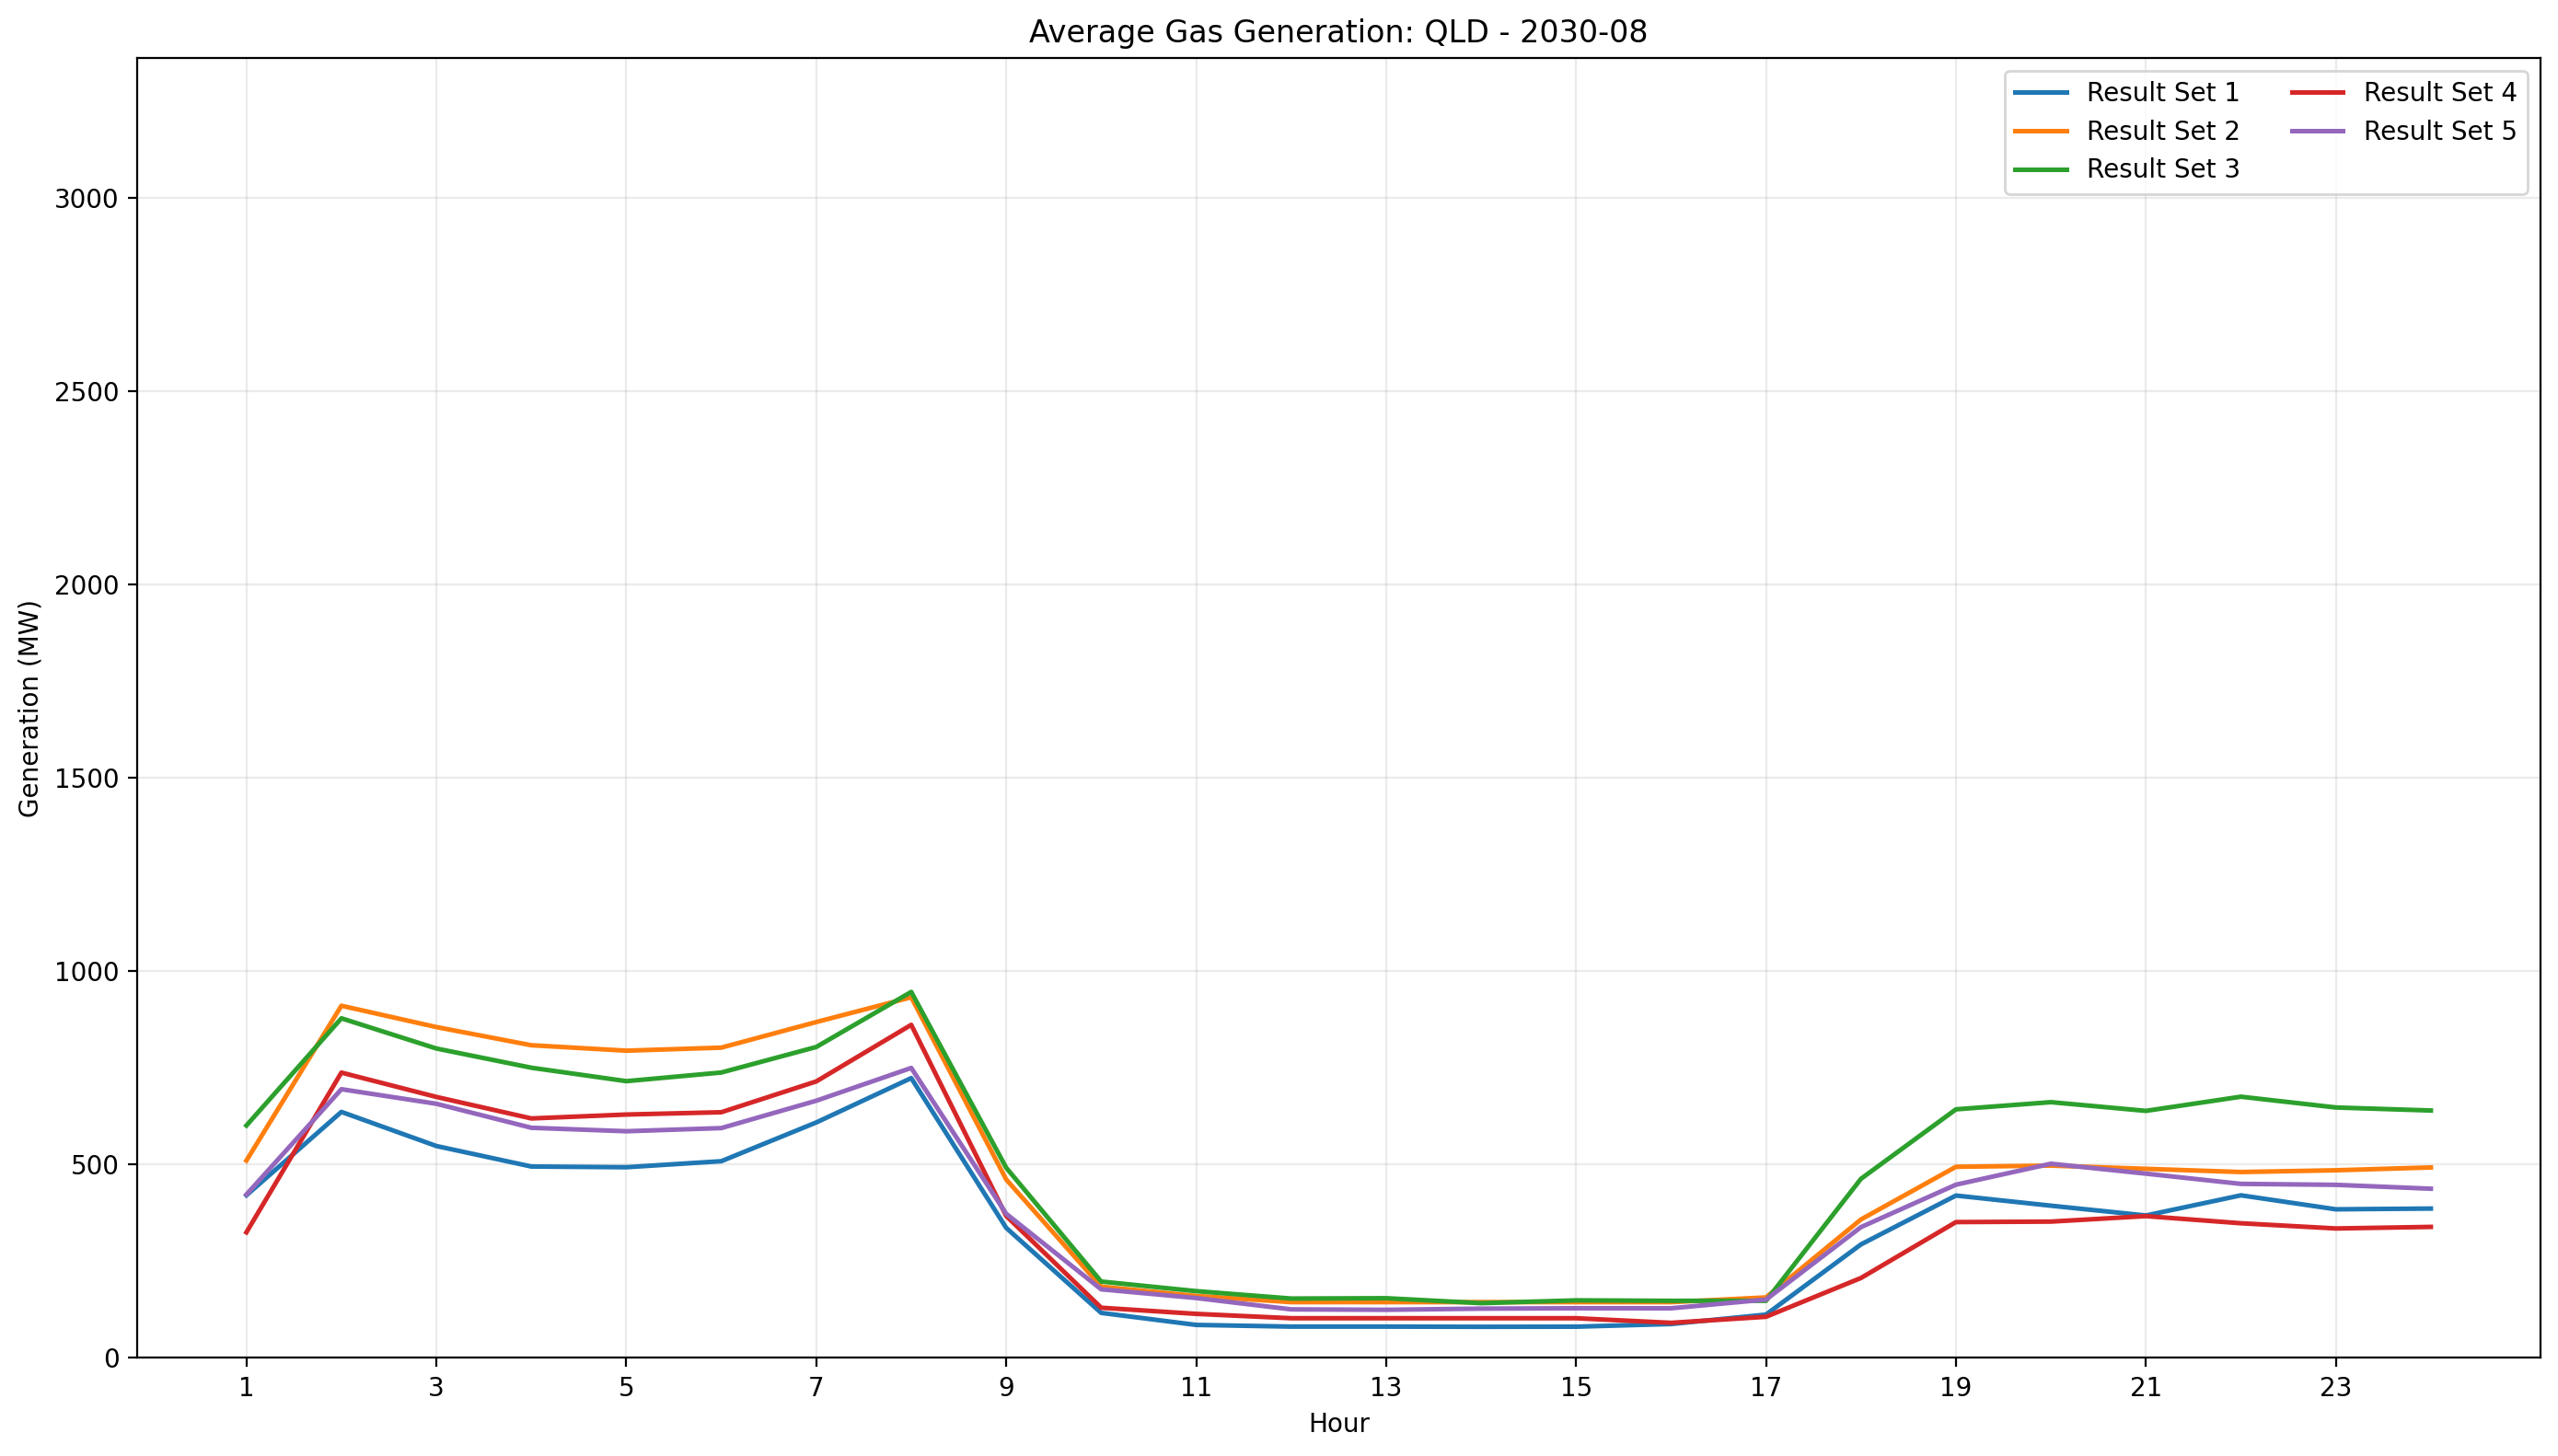 Average Gas Generation: QLD - 2030-08
Result Set 1
Result Set 2
Result Set 3
Result Set 4
Result Set 5
Generation (MW)
3000
2500
2000
1500
1000
500
0
1 3 5 7 9 11 13 15 17 19 21 23
Hour